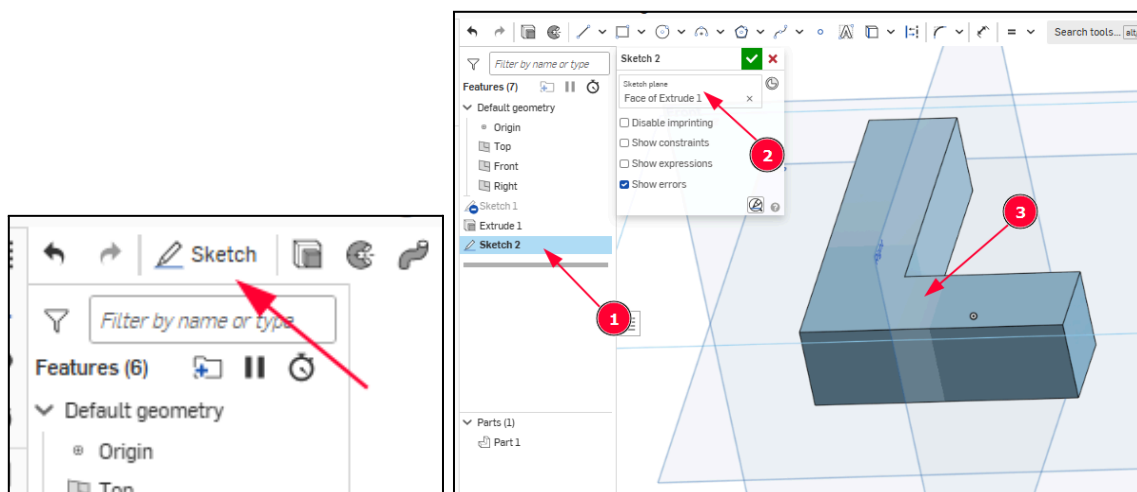 Sketch
Filter by name or type
Features (6)
Default geometry
Origin
Top
Search tools...
Filter by name or type
Features (7)
Default geometry
Origin
Top
Front
Right
Sketch 1
Extrude 1
Sketch 2
Parts (1)
Part 1
Sketch 2
Sketch plane
Face of Extrude 1
Disable imprinting
Show constraints
Show expressions
Show errors
1
2
3